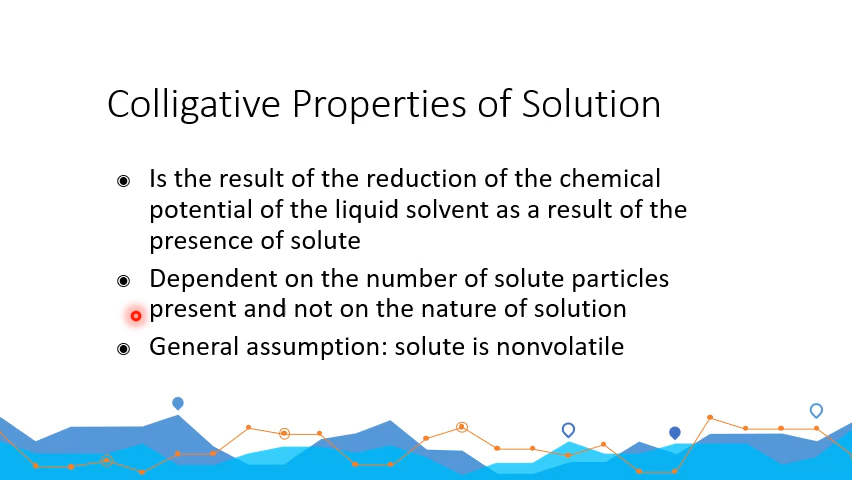 Colligative Properties of Solution
Is the result of the reduction of the chemical
potential of the liquid solvent as a result of the
presence of solute
Dependent on the number of solute particles
present and not on the nature of solution
General assumption: solute is nonvolatile